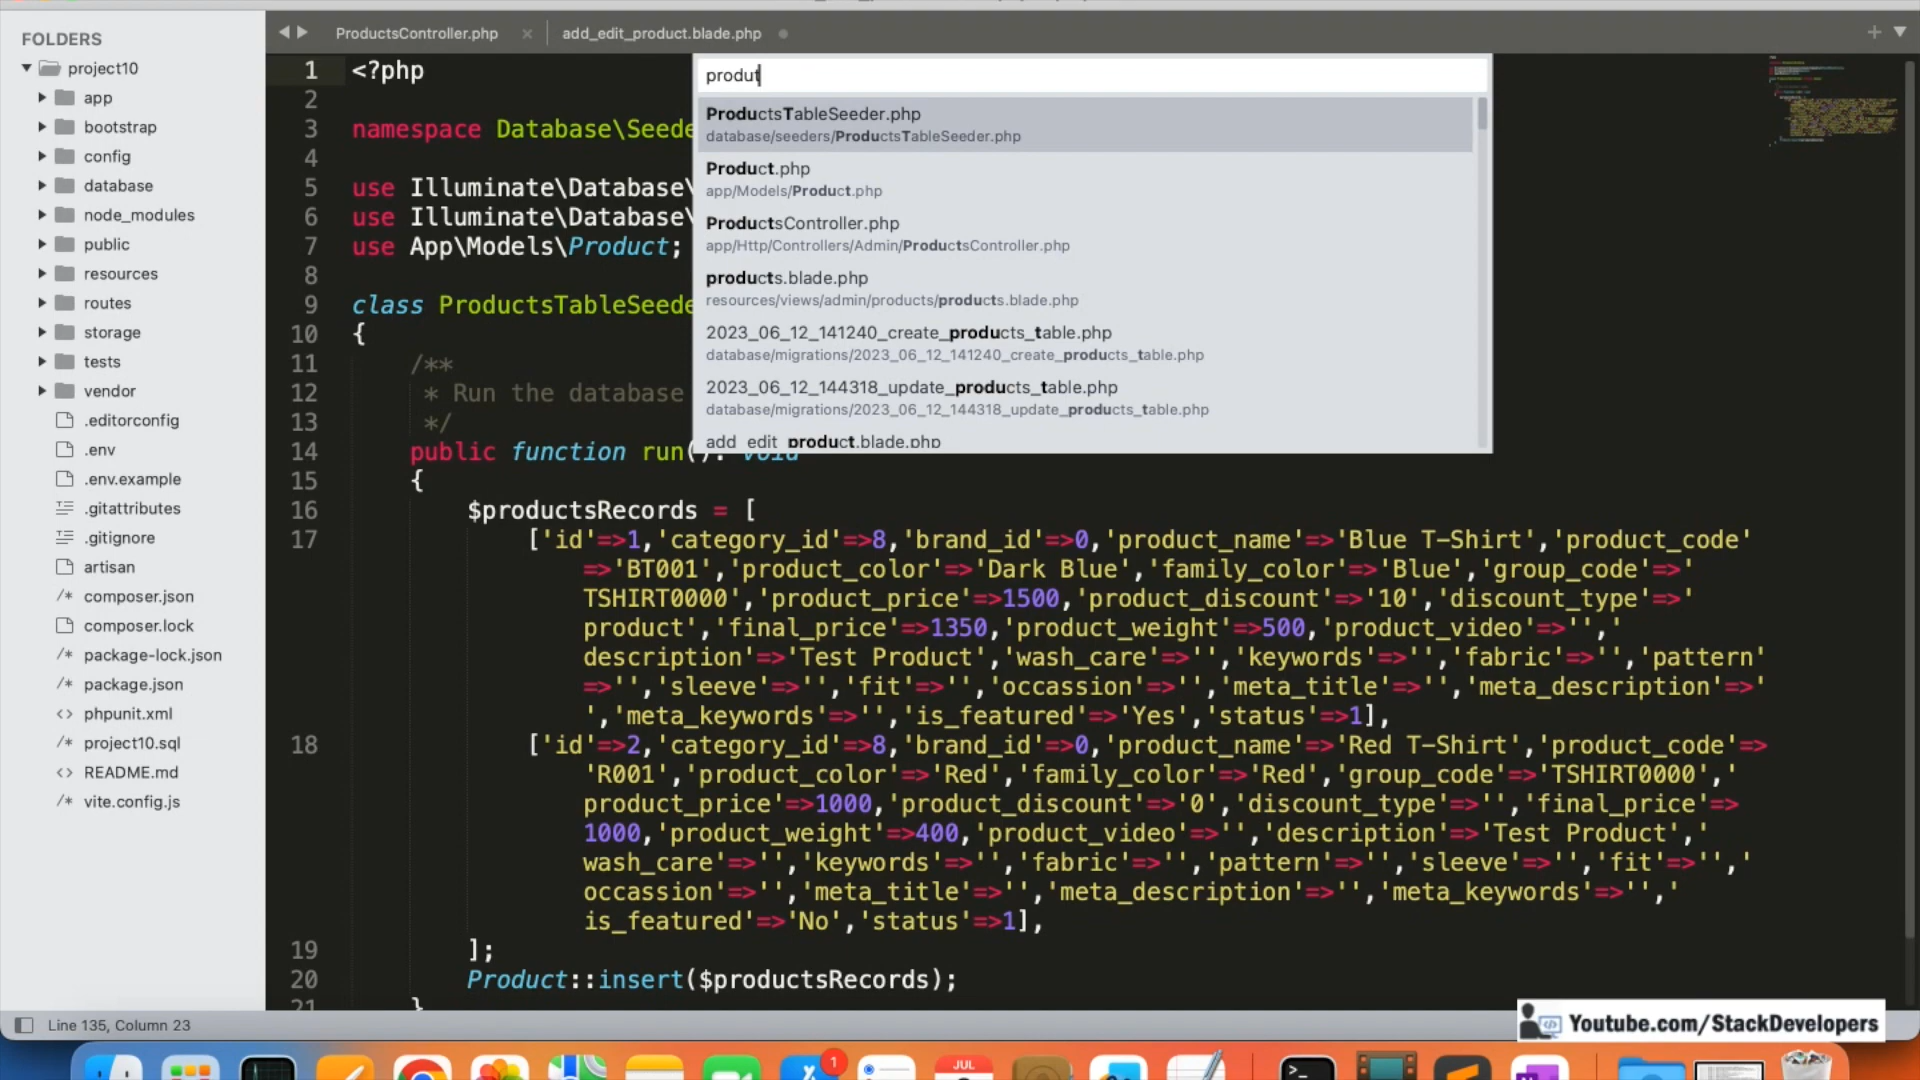 FOLDERS
project10
app
bootstrap
config
database
node_modules
public
resources
routes
storage
tests
vendor
.editorconfig
.env
.env.example
.gitattributes
.gitignore
artisan
composer.json
composer.lock
package-lock.json
package.json
phpunit.xml
project10.sql
README.md
vite.config.js
ProductsController.php
add_edit_product.blade.php
produt
ProductsTableSeeder.php
database/seeders/ProductsTableSeeder.php
Product.php
app/Models/Product.php
ProductsController.php
app/Http/Controllers/Admin/ProductsController.php
products.blade.php
resources/views/admin/products/products.blade.php
2023_06_12_141240_create_products_table.php
database/migrations/2023_06_12_141240_create_products_table.php
2023_06_12_144318_update_products_table.php
database/migrations/2023_06_12_144318_update_products_table.php
add_edit_product.blade.php
1 <?php
2
3 namespace Database\Seede
4
5 use Illuminate\Database\
6 use Illuminate\Database\
7 use App\Models\Product;
8
9 class ProductsTableSeede
10 {
11 /**
12 * Run the database
13 */
14 public function run(): void
15 {
16 $productsRecords = [
17 ['id'=>1,'category_id'=>8,'brand_id'=>0,'product_name'=>'Blue T-Shirt','product_code'
=>'BT001','product_color'=>'Dark Blue','family_color'=>'Blue','group_code'=>'
TSHIRT0000','product_price'=>1500,'product_discount'=>'10','discount_type'=>'
product','final_price'=>1350,'product_weight'=>500,'product_video'=>'','
description'=>'Test Product','wash_care'=>'','keywords'=>'','fabric'=>'','pattern'
=>'','sleeve'=>'','fit'=>'','occassion'=>'','meta_title'=>'','meta_description'=>'
','meta_keywords'=>'','is_featured'=>'Yes','status'=>1],
18 ['id'=>2,'category_id'=>8,'brand_id'=>0,'product_name'=>'Red T-Shirt','product_code'=>
'R001','product_color'=>'Red','family_color'=>'Red','group_code'=>'TSHIRT0000','
product_price'=>1000,'product_discount'=>'0','discount_type'=>'','final_price'=>
1000,'product_weight'=>400,'product_video'=>'','description'=>'Test Product','
wash_care'=>'','keywords'=>'','fabric'=>'','pattern'=>'','sleeve'=>'','fit'=>'','
occassion'=>'','meta_title'=>'','meta_description'=>'','meta_keywords'=>'','
is_featured'=>'No','status'=>1],
19 ];
20 Product::insert($productsRecords);
21 }
Line 135, Column 23
Youtube.com/StackDevelopers
1
JUL